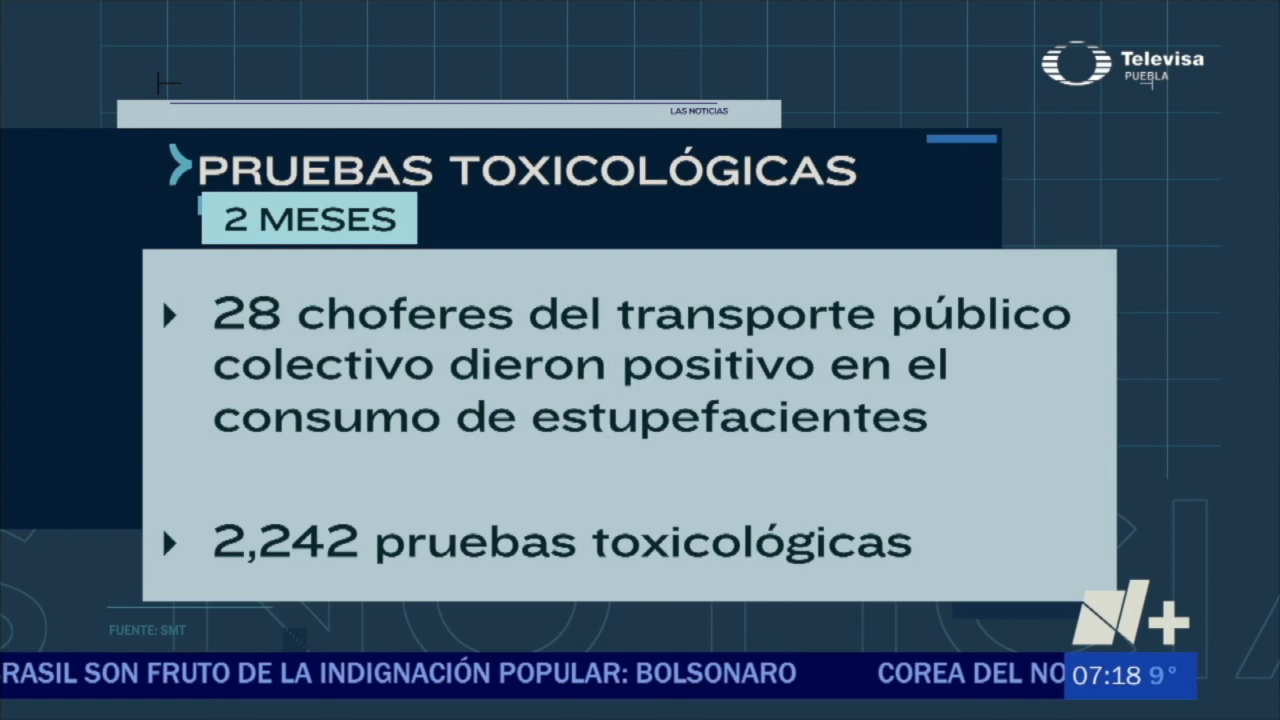 Televisa
PUEBLA
LAS NOTICIAS
PRUEBAS TOXICOLÓGICAS
2 MESES
28 choferes del transporte público
colectivo dieron positivo en el
consumo de estupefacientes
2,242 pruebas toxicológicas
FUENTE: SMT
N+
RASIL SON FRUTO DE LA INDIGNACIÓN POPULAR: BOLSONARO COREA DEL NO
07:18 9°